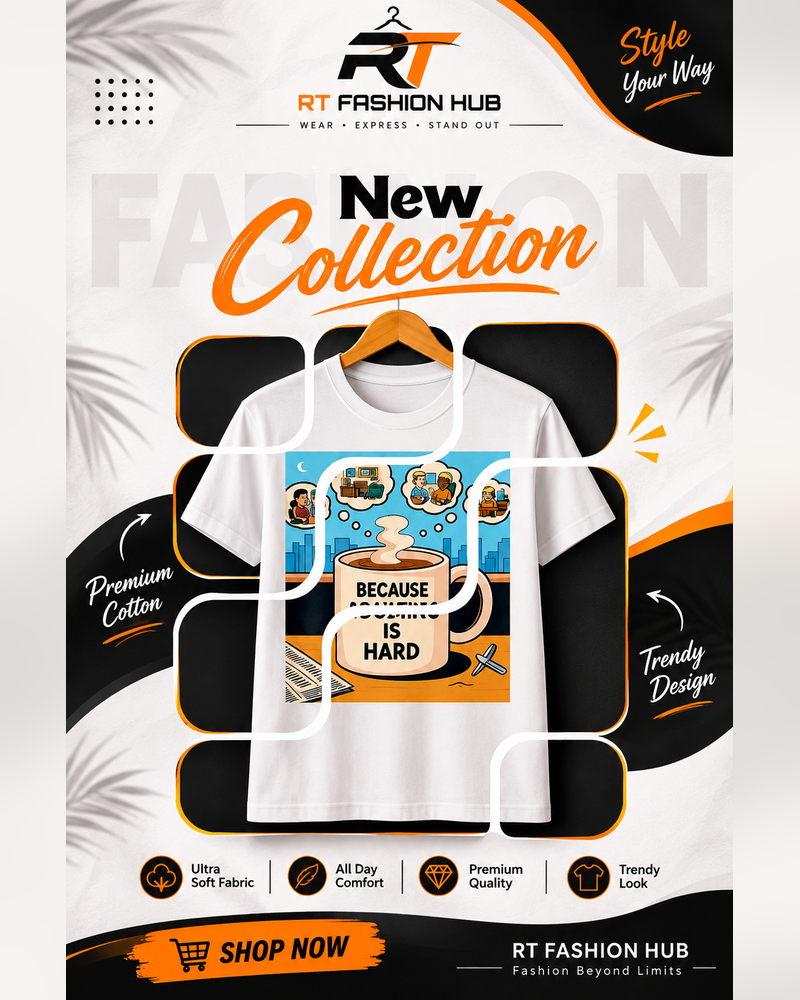 RT
RT FASHION HUB
WEAR • EXPRESS • STAND OUT
Style
Your Way
FASHION
New
Collection
Premium
Cotton
BECAUSE
IS
HARD
Trendy
Design
Ultra
Soft Fabric
All Day
Comfort
Premium
Quality
Trendy
Look
SHOP NOW
RT FASHION HUB
Fashion Beyond Limits